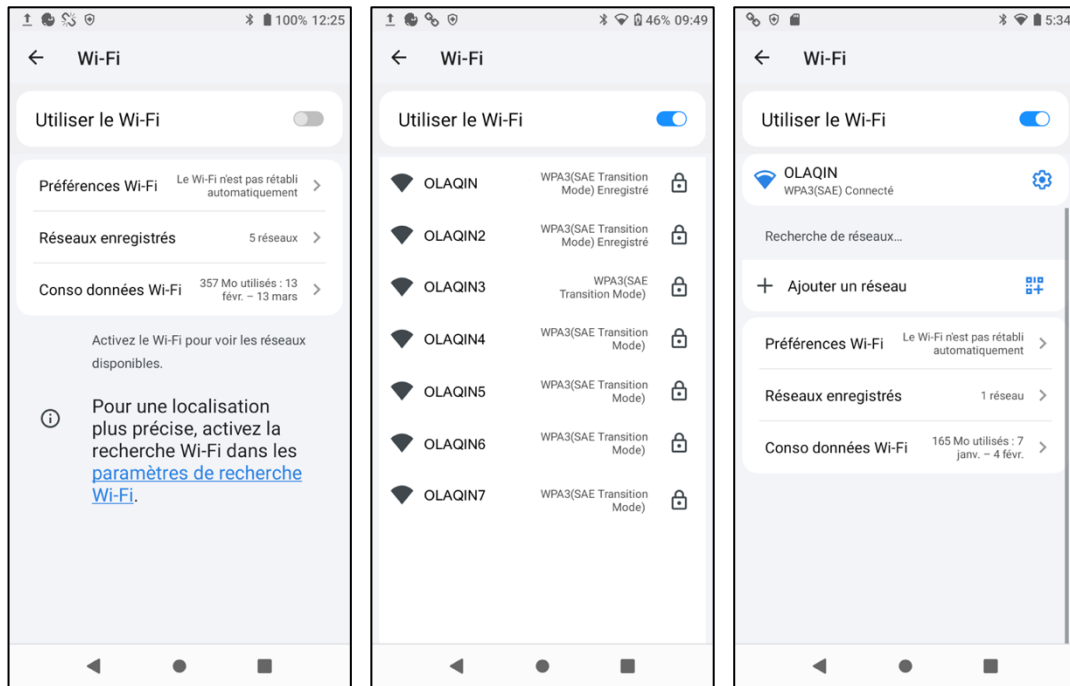 100% 12:25
Wi-Fi
Utiliser le Wi-Fi
Préférences Wi-Fi
Le Wi-Fi n'est pas rétabli
automatiquement
Réseaux enregistrés
5 réseaux
Conso données Wi-Fi
357 Mo utilisés : 13
févr. – 13 mars
Activez le Wi-Fi pour voir les réseaux
disponibles.
Pour une localisation
plus précise, activez la
recherche Wi-Fi dans les
paramètres de recherche
Wi-Fi.
46% 09:49
Wi-Fi
Utiliser le Wi-Fi
OLAQIN
WPA3(SAE Transition
Mode) Enregistré
OLAQIN2
WPA3(SAE Transition
Mode) Enregistré
OLAQIN3
WPA3(SAE
Transition Mode)
OLAQIN4
WPA3(SAE Transition
Mode)
OLAQIN5
WPA3(SAE Transition
Mode)
OLAQIN6
WPA3(SAE Transition
Mode)
OLAQIN7
WPA3(SAE Transition
Mode)
5:34
Wi-Fi
Utiliser le Wi-Fi
OLAQIN
WPA3(SAE) Connecté
Recherche de réseaux…
Ajouter un réseau
Préférences Wi-Fi
Le Wi-Fi n'est pas rétabli
automatiquement
Réseaux enregistrés
1 réseau
Conso données Wi-Fi
165 Mo utilisés : 7
janv. – 4 févr.